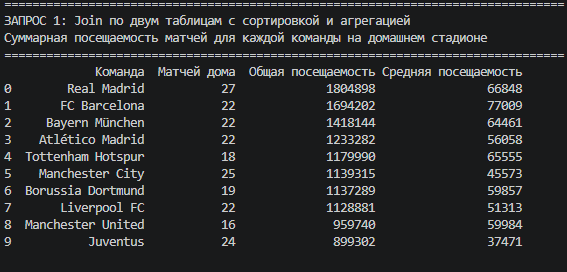 ================================================================================
ЗАПРОС 1: Join по двум таблицам с сортировкой и агрегацией
Суммарная посещаемость матчей для каждой команды на домашнем стадионе
================================================================================
Команда Матчей дома Общая посещаемость Средняя посещаемость
0 Real Madrid 27 1804898 66848
1 FC Barcelona 22 1694202 77009
2 Bayern München 22 1418144 64461
3 Atlético Madrid 22 1233282 56058
4 Tottenham Hotspur 18 1179990 65555
5 Manchester City 25 1139315 45573
6 Borussia Dortmund 19 1137289 59857
7 Liverpool FC 22 1128881 51313
8 Manchester United 16 959740 59984
9 Juventus 24 899302 37471